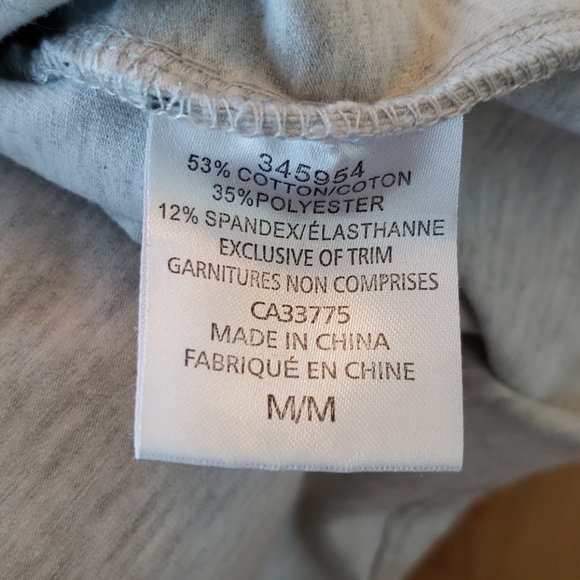 345954
53% COTTON/COTON
35%POLYESTER
12% SPANDEX/ÉLASTHANNE
EXCLUSIVE OF TRIM
GARNITURES NON COMPRISES
CA33775
MADE IN CHINA
FABRIQUÉ EN CHINE
M/M